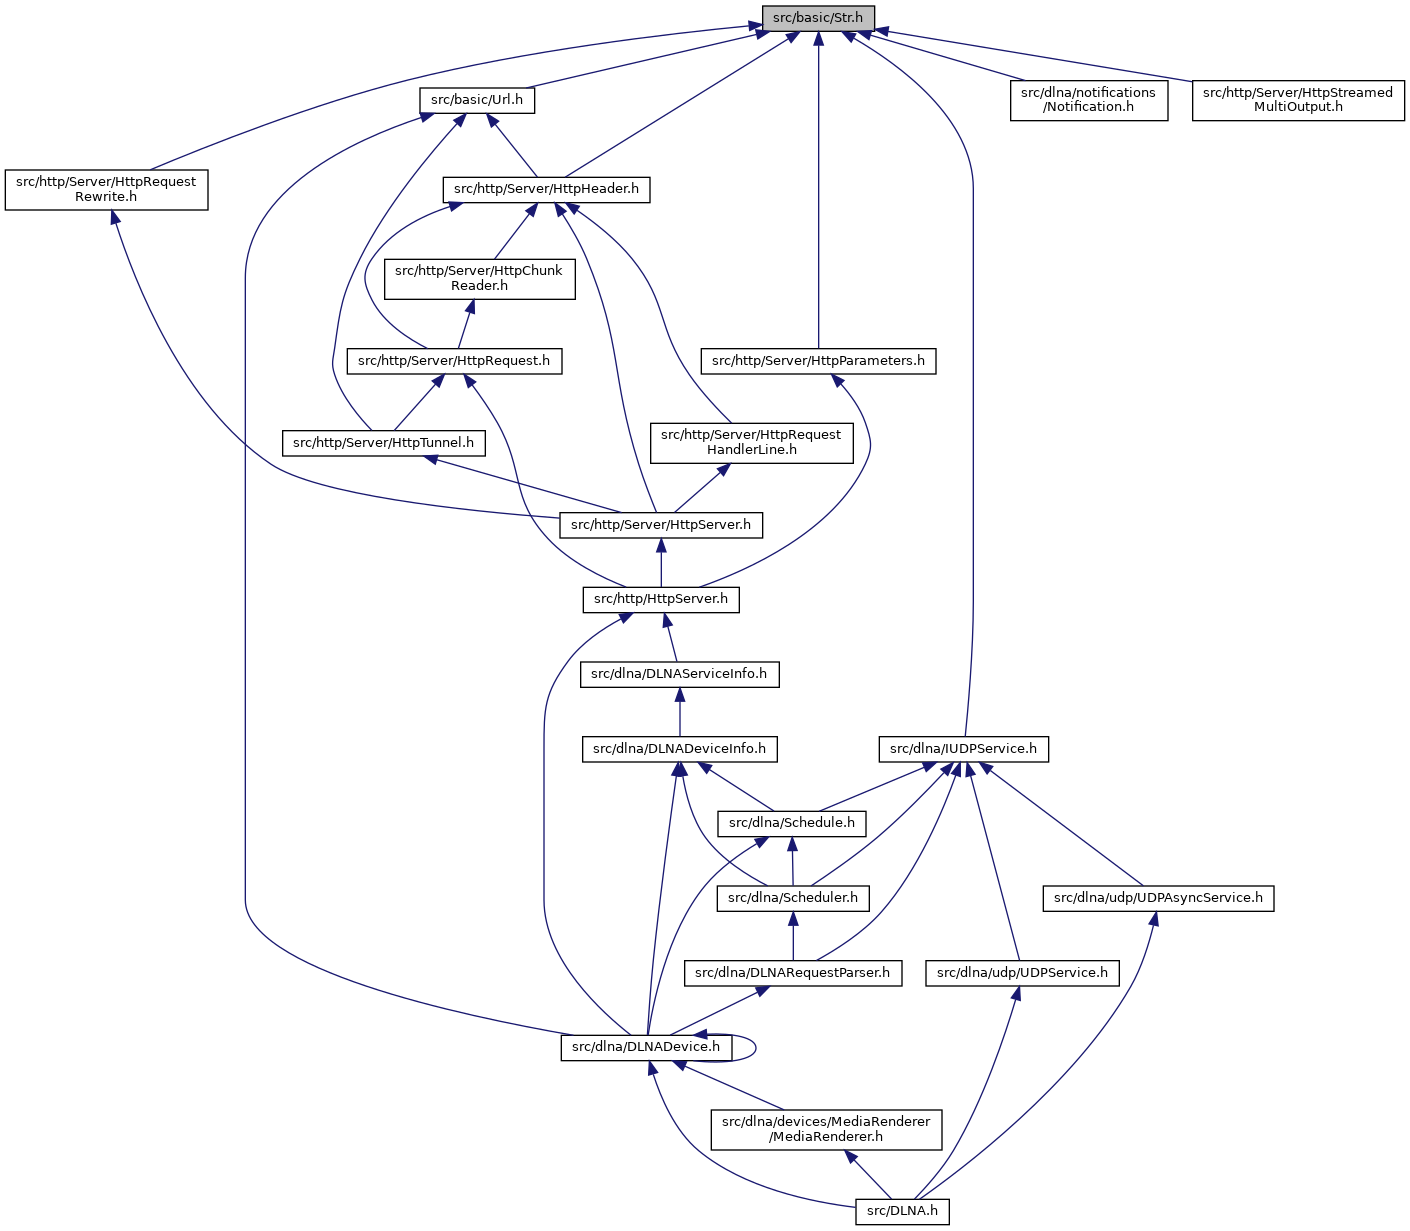 src/basic/Str.h
src/basic/Url.h
src/dlna/notifications
/Notification.h
src/http/Server/HttpStreamed
MultiOutput.h
src/http/Server/HttpRequest
Rewrite.h
src/http/Server/HttpHeader.h
src/http/Server/HttpChunk
Reader.h
src/http/Server/HttpRequest.h
src/http/Server/HttpParameters.h
src/http/Server/HttpTunnel.h
src/http/Server/HttpRequest
HandlerLine.h
src/http/Server/HttpServer.h
src/http/HttpServer.h
src/dlna/DLNAServiceInfo.h
src/dlna/DLNADeviceInfo.h
src/dlna/IUDPService.h
src/dlna/Schedule.h
src/dlna/Scheduler.h
src/dlna/udp/UDPAsyncService.h
src/dlna/DLNARequestParser.h
src/dlna/udp/UDPService.h
src/dlna/DLNADevice.h
src/dlna/devices/MediaRenderer
/MediaRenderer.h
src/DLNA.h